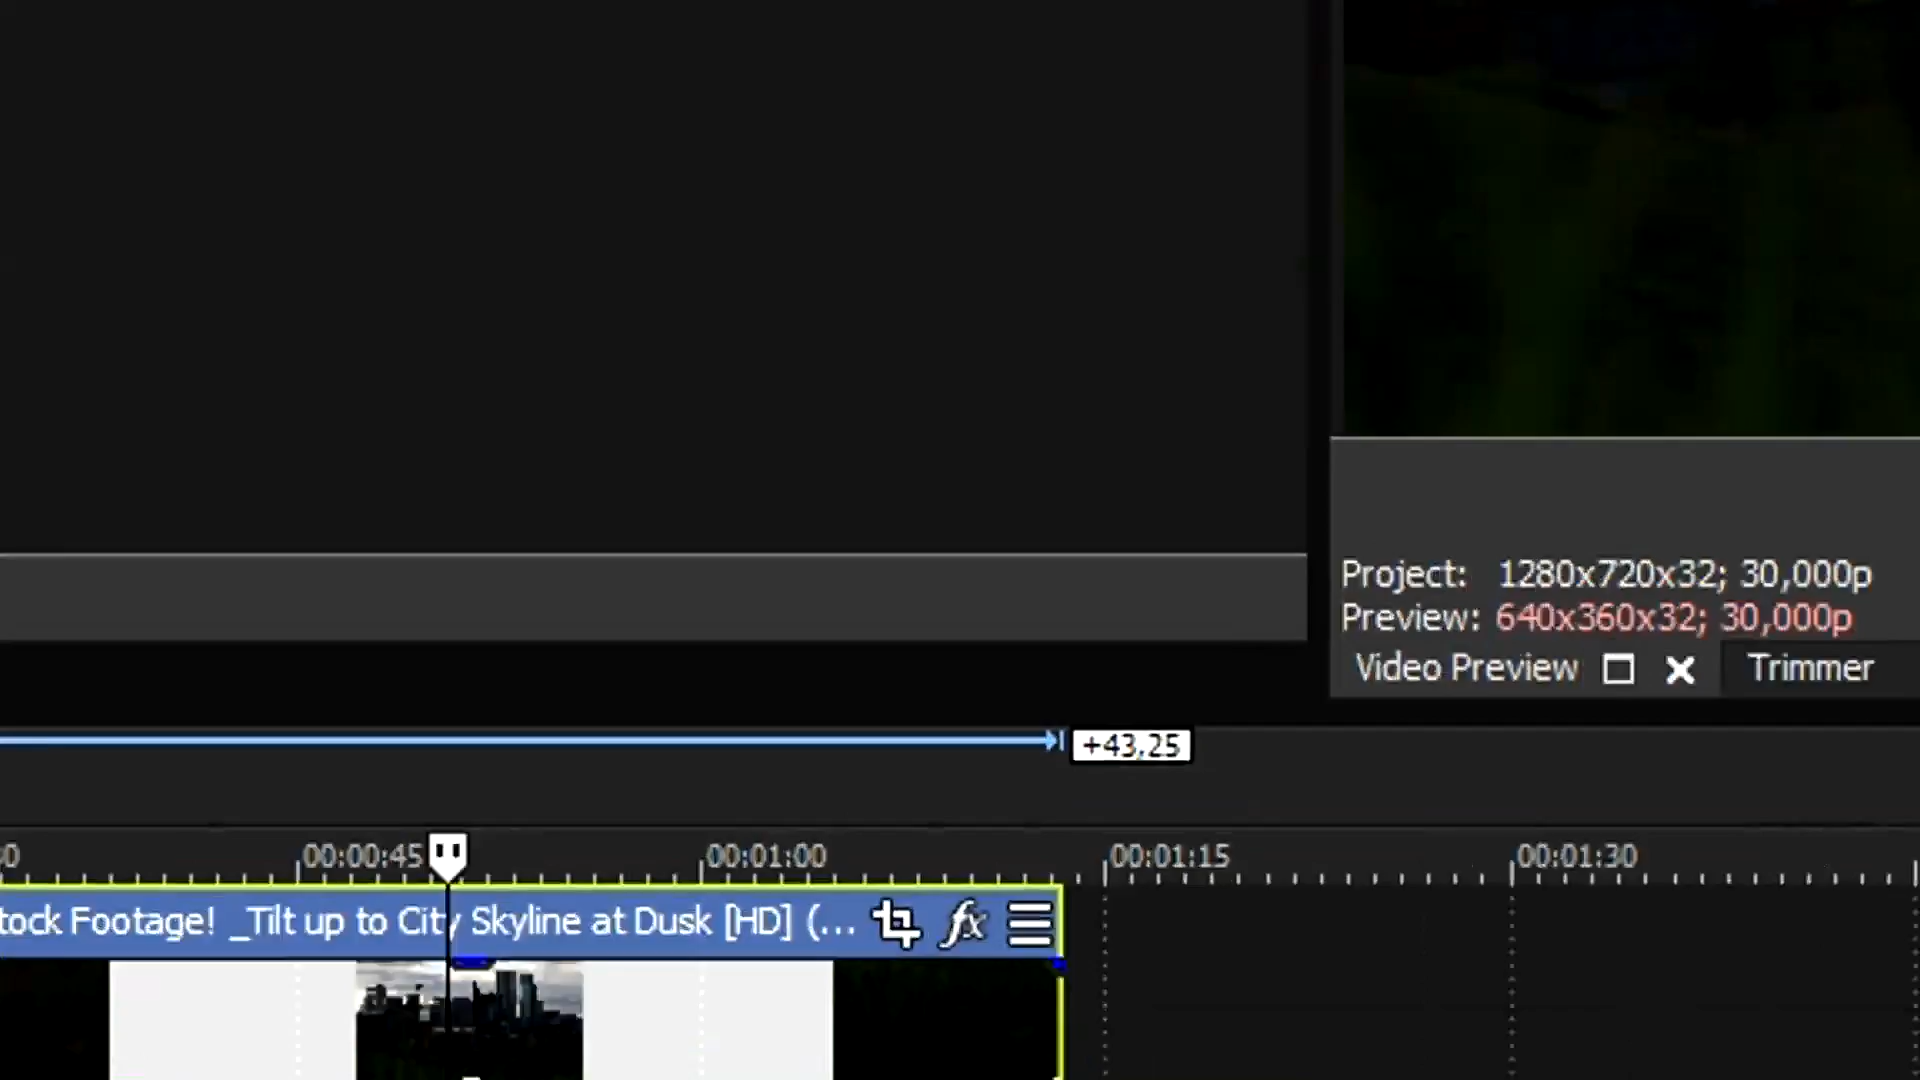 Project: 1280x720x32; 30,000p
Preview: 640x360x32; 30,000p
Video Preview Trimmer
+43,25
00:00:45 00:01:00 00:01:15 00:01:30
tock Footage! _Tilt up to City Skyline at Dusk [HD] (... fx